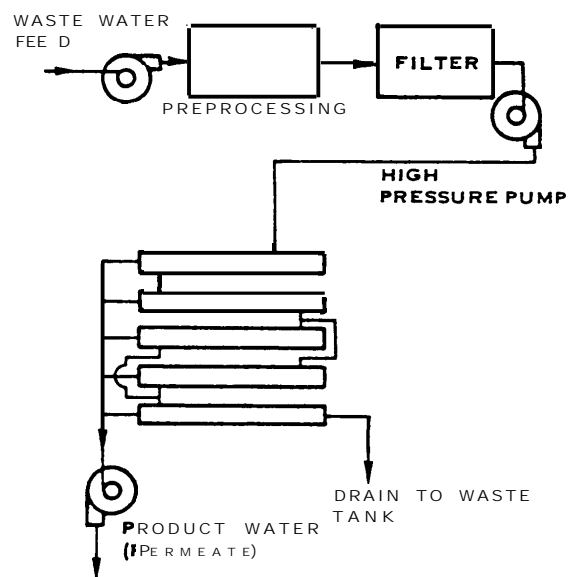 WASTE WATER
FEE D
PREPROCESSING
FILTER
HIGH
PRESSURE PUMP
DRAIN TO WASTE
TANK
PRODUCT WATER
(PERMEATE)